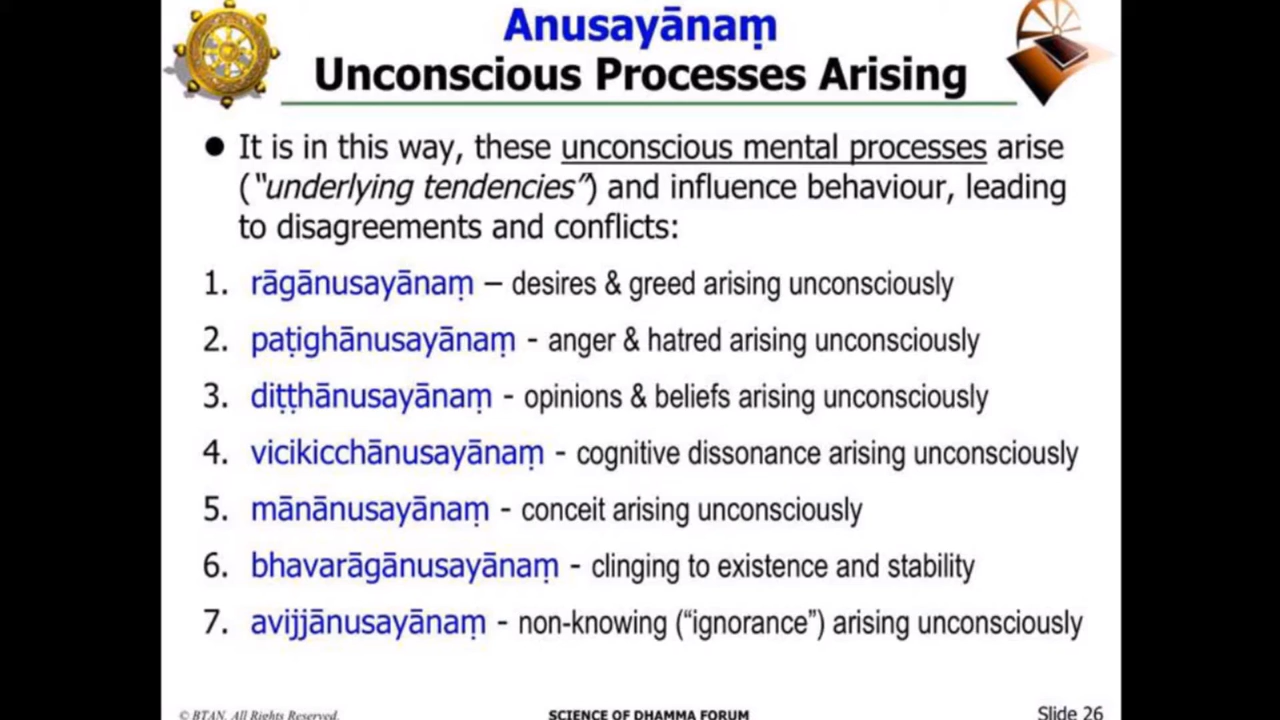 Anusayānaṃ
Unconscious Processes Arising
● It is in this way, these unconscious mental processes arise
(“underlying tendencies”) and influence behaviour, leading
to disagreements and conflicts:
1. rāgānusayānaṃ – desires & greed arising unconsciously
2. paṭighānusayānaṃ - anger & hatred arising unconsciously
3. diṭṭhānusayānaṃ - opinions & beliefs arising unconsciously
4. vicikicchānusayānaṃ - cognitive dissonance arising unconsciously
5. mānānusayānaṃ - conceit arising unconsciously
6. bhavarāgānusayānaṃ - clinging to existence and stability
7. avijjānusayānaṃ - non-knowing (“ignorance”) arising unconsciously
© BTAN. All Rights Reserved. SCIENCE OF DHAMMA FORUM Slide 26